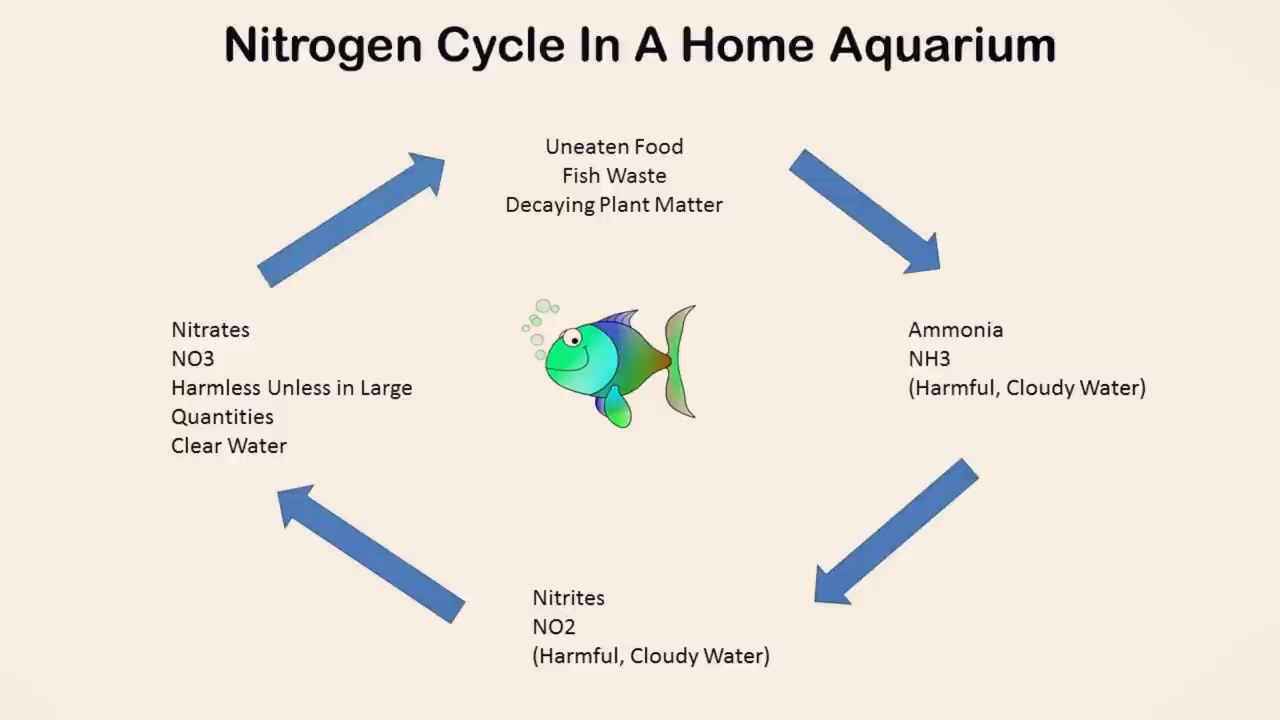 Nitrogen Cycle In A Home Aquarium
Uneaten Food
Fish Waste
Decaying Plant Matter
Ammonia
NH3
(Harmful, Cloudy Water)
Nitrites
NO2
(Harmful, Cloudy Water)
Nitrates
NO3
Harmless Unless in Large
Quantities
Clear Water